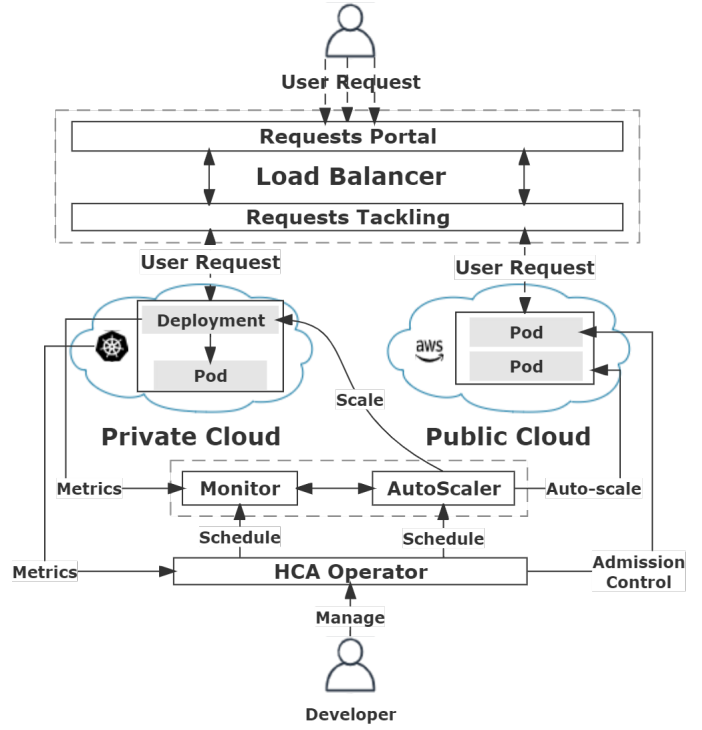 User Request
Requests Portal
Load Balancer
Requests Tackling
User Request
User Request
Deployment
Pod
aws
Pod
Pod
Scale
Private Cloud
Public Cloud
Metrics
Monitor
AutoScaler
Auto-scale
Schedule
Schedule
Metrics
HCA Operator
Admission
Control
Manage
Developer